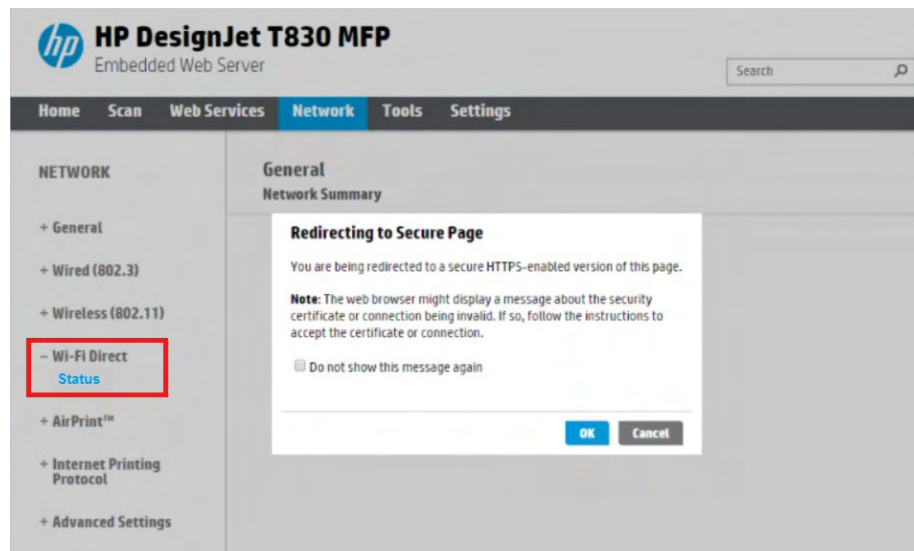 hp
HP DesignJet T830 MFP
Embedded Web Server
Search
Home Scan Web Services Network Tools Settings
NETWORK
+ General
+ Wired (802.3)
+ Wireless (802.11)
– Wi-Fi Direct
Status
+ AirPrint™
+ Internet Printing
Protocol
+ Advanced Settings
General
Network Summary
Redirecting to Secure Page
You are being redirected to a secure HTTPS-enabled version of this page.
Note: The web browser might display a message about the security
certificate or connection being invalid. If so, follow the instructions to
accept the certificate or connection.
Do not show this message again
OK Cancel